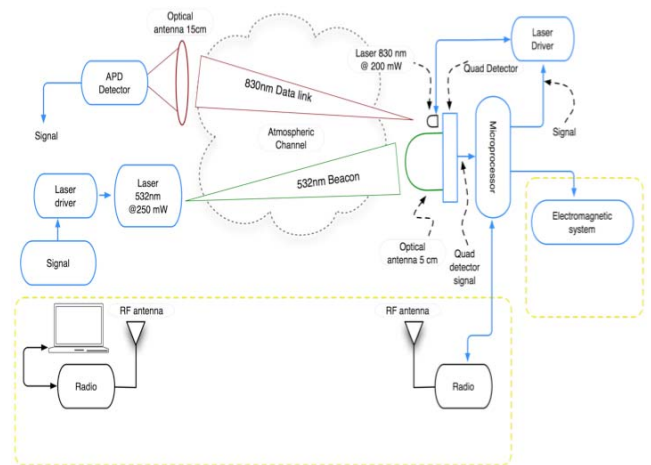 Optical
antenna 15cm
APD
Detector
Signal
830nm Data link
Atmospheric
Channel
Laser 830 nm
@ 200 mW
Quad Detector
Laser
Driver
Microprocessor
Signal
Laser
driver
Laser
532nm
@250 mW
532nm Beacon
Signal
Optical
antenna 5 cm
Quad
detector
signal
Electromagnetic
system
RF antenna
Radio
RF antenna
Radio